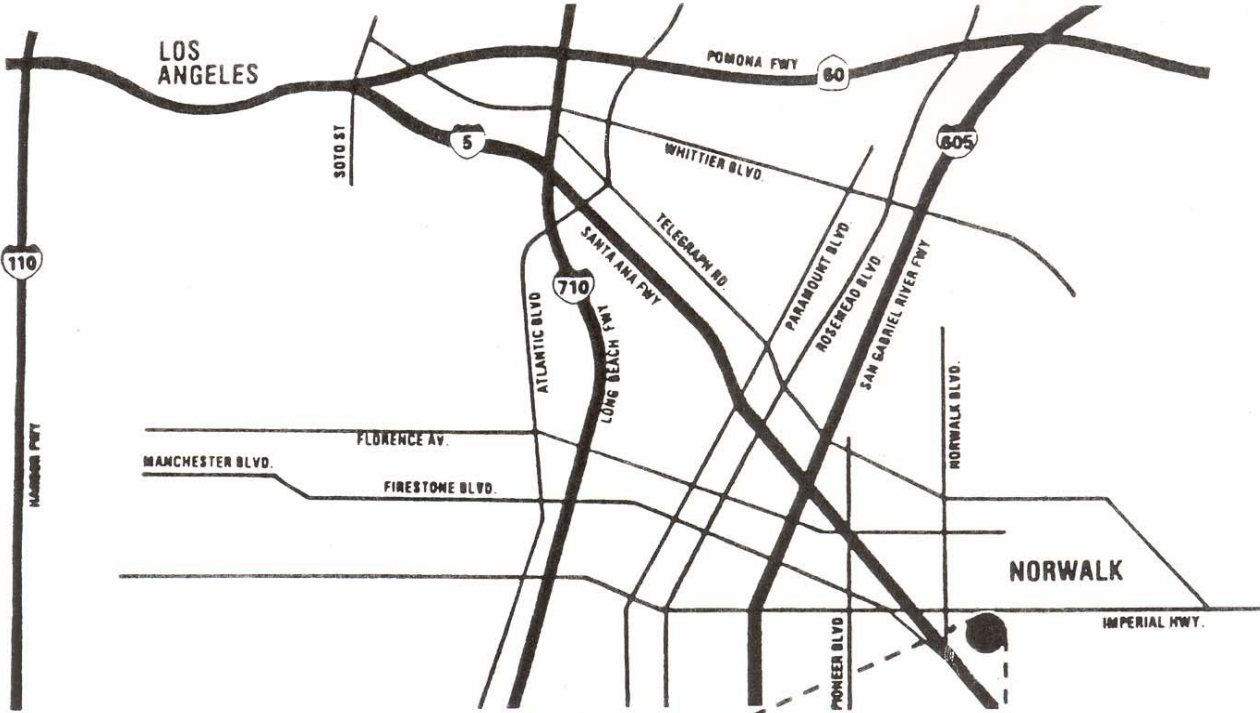 LOS
ANGELES
POMONA FWY
60
SOTO ST
5
605
WHITTIER BLVD.
110
TELEGRAPH RD.
SANTA ANA FWY
710
PARAMOUNT BLVD.
ROSEMEAD BLVD.
SAN GABRIEL RIVER FWY
ATLANTIC BLVD
LONG BEACH FWY
NORWALK BLVD.
HARBOR FWY
FLORENCE AV.
MANCHESTER BLVD.
FIRESTONE BLVD.
NORWALK
IMPERIAL HWY.
PIONEER BLVD